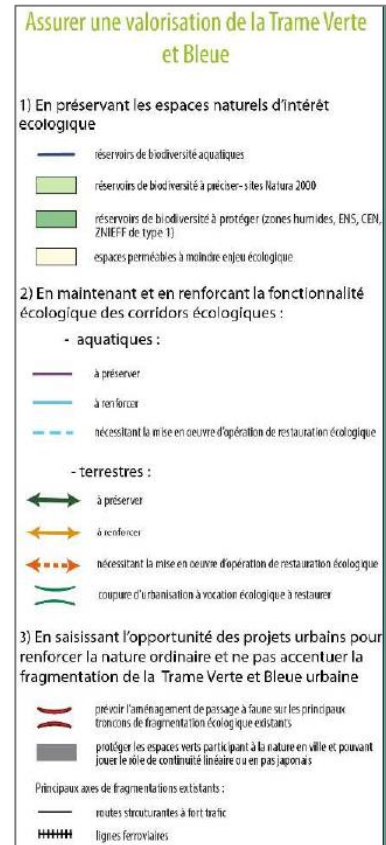 Assurer une valorisation de la Trame Verte
et Bleue
1) En préservant les espaces naturels d'intérêt
ecologique
réservoirs de biodiversité aquatiques
réservoirs de biodiversité à préciser- sites Natura 2000
réservoirs de biodiversité à protéger (zones humides, ENS, CEN,
ZNIEFF de type 1)
espaces perméables à moindre enjeu écologique
2) En maintenant et en renforcant la fonctionnalité
écologique des corridors écologiques :
- aquatiques :
à préserver
à renforcer
nécessitant la mise en oeuvre d'opération de restauration écologique
- terrestres :
à préserver
à renforcer
nécessitant la mise en oeuvre d'opération de restauration écologique
coupure d'urbanisation à vocation écologique à restaurer
3) En saisissant l'opportunité des projets urbains pour
renforcer la nature ordinaire et ne pas accentuer la
fragmentation de la Trame Verte et Bleue urbaine
prévoir l'aménagement de passage à faune sur les principaux
troncons de fragmentation écologique existants
protéger les espaces verts participant à la nature en ville et pouvant
jouer le rôle de continuité linéaire ou en pas japonais
Principaux axes de fragmentations extistants :
routes strcuturantes à fort trafic
lignes ferroviaires